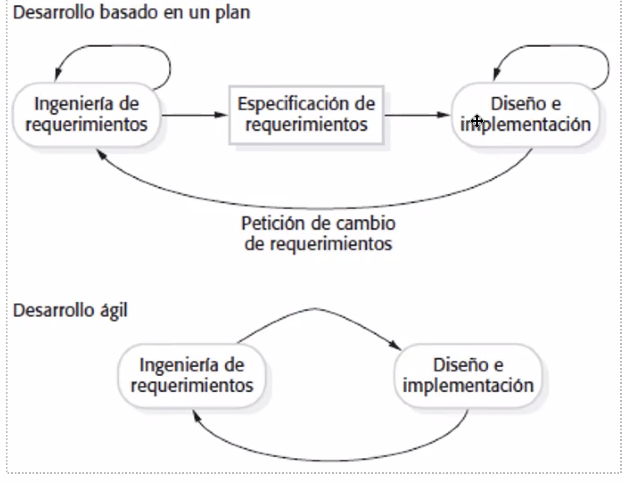 Desarrollo basado en un plan
Ingeniería de
requerimientos
Especificación de
requerimientos
Diseño e
implementación
Petición de cambio
de requerimientos
Desarrollo ágil
Ingeniería de
requerimientos
Diseño e
implementación